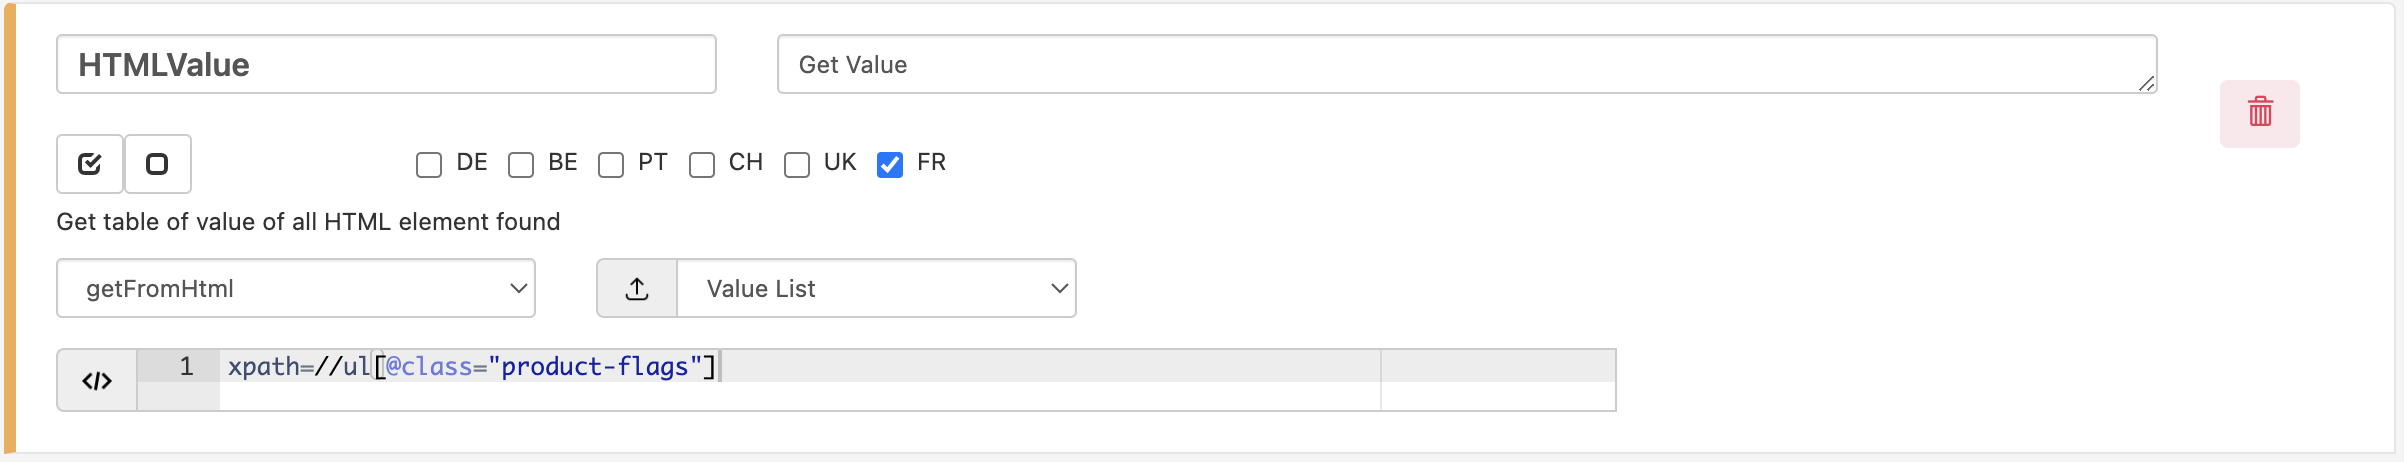 HTMLValue
Get Value
DE BE PT CH UK FR
Get table of value of all HTML element found
getFromHtml
Value List
1 xpath=//ul[@class="product-flags"]